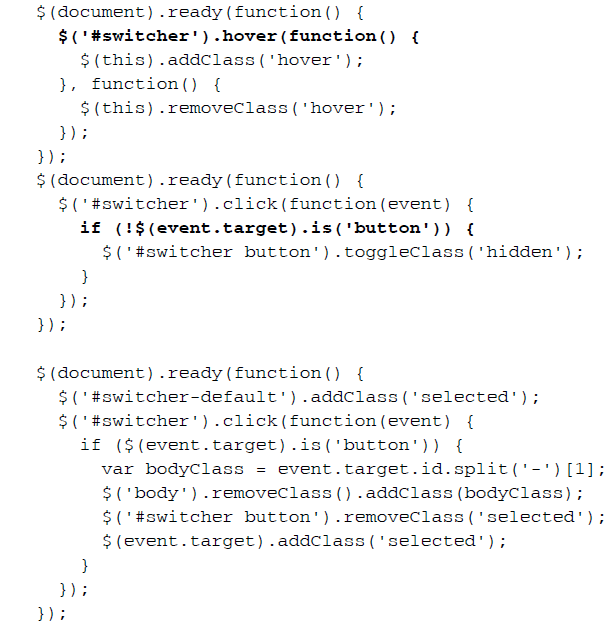 $(document).ready(function() {
  $('#switcher').hover(function() {
    $(this).addClass('hover');
  }, function() {
    $(this).removeClass('hover');
  });
});
$(document).ready(function() {
  $('#switcher').click(function(event) {
    if (!$(event.target).is('button')) {
      $('#switcher button').toggleClass('hidden');
    }
  });
});

$(document).ready(function() {
  $('#switcher-default').addClass('selected');
  $('#switcher').click(function(event) {
    if ($(event.target).is('button')) {
      var bodyClass = event.target.id.split('-')[1];
      $('body').removeClass().addClass(bodyClass);
      $('#switcher button').removeClass('selected');
      $(event.target).addClass('selected');
    }
  });
});